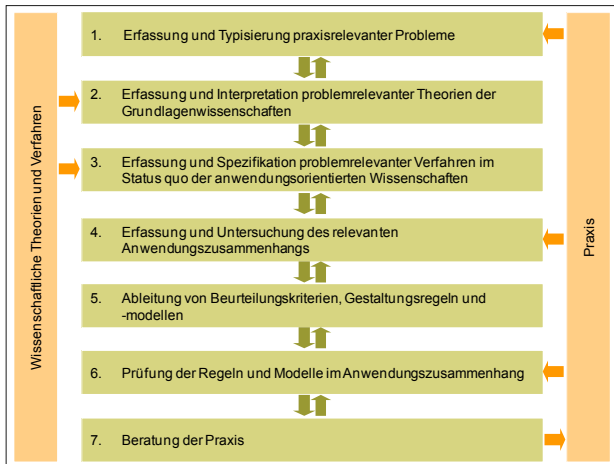 Wissenschaftliche Theorien und Verfahren
1. Erfassung und Typisierung praxisrelevanter Probleme
2. Erfassung und Interpretation problemrelevanter Theorien der
Grundlagenwissenschaften
3. Erfassung und Spezifikation problemrelevanter Verfahren im
Status quo der anwendungsorientierten Wissenschaften
4. Erfassung und Untersuchung des relevanten
Anwendungszusammenhangs
5. Ableitung von Beurteilungskriterien, Gestaltungsregeln und
-modellen
6. Prüfung der Regeln und Modelle im Anwendungszusammenhang
7. Beratung der Praxis
Praxis